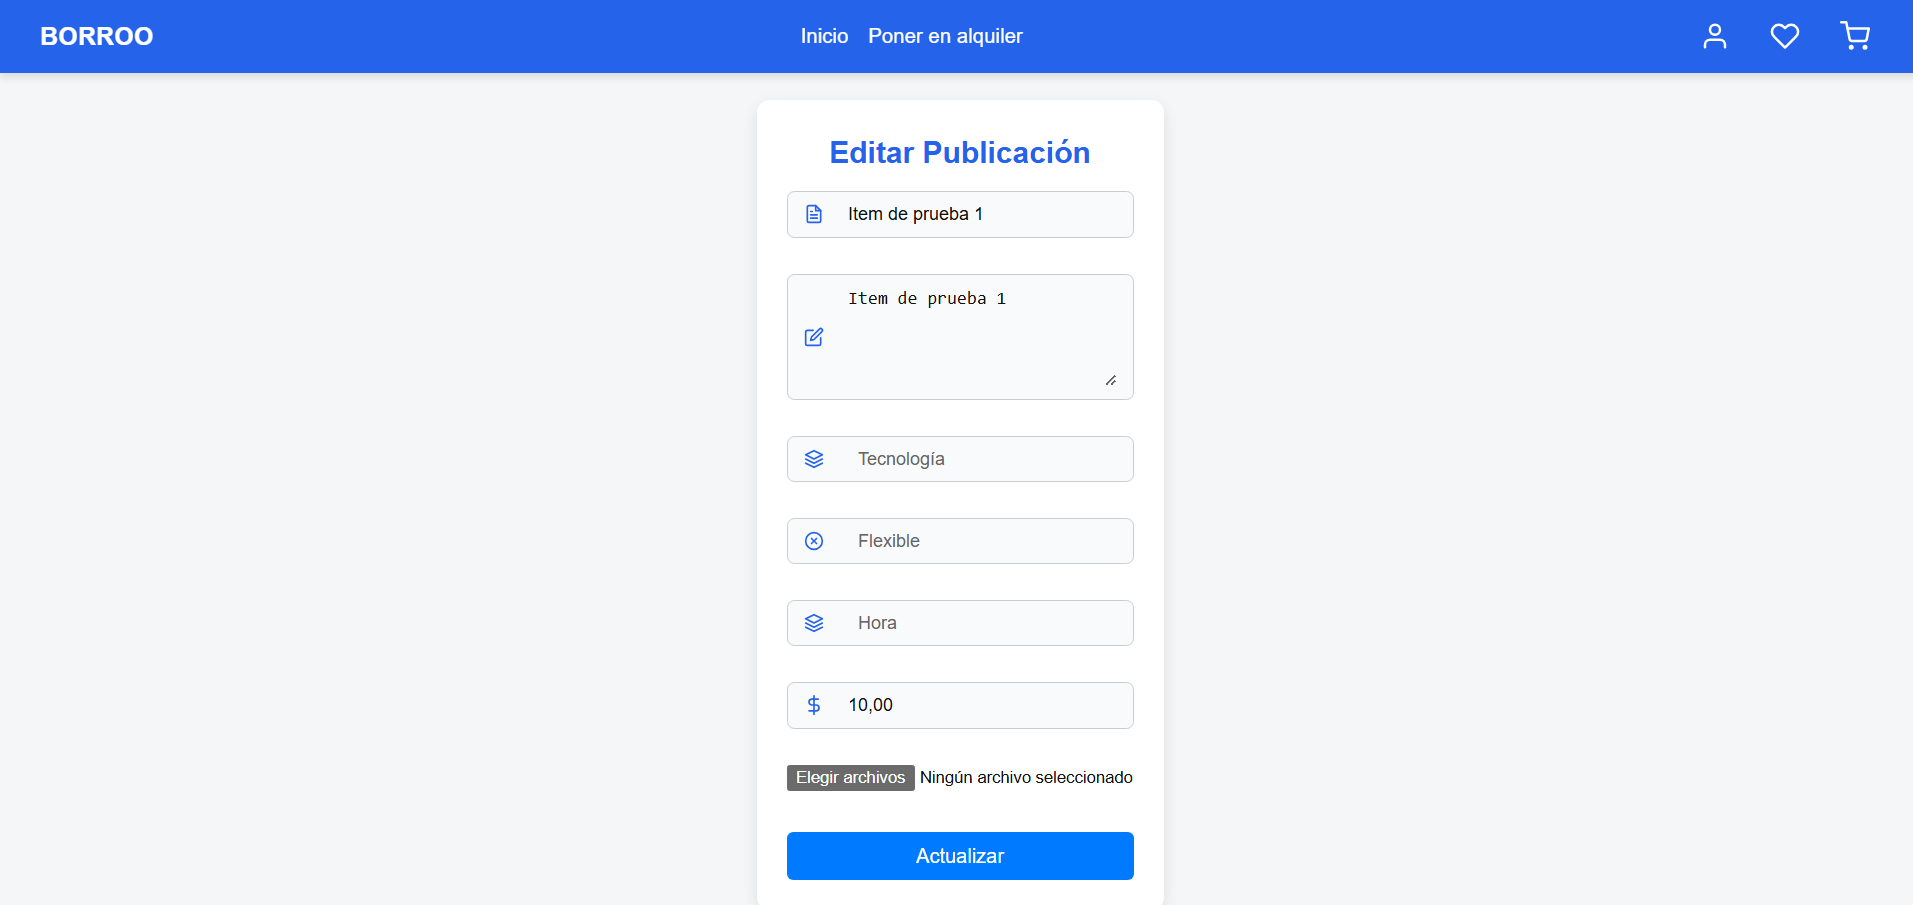 BORROO
Inicio Poner en alquiler
Editar Publicación
Item de prueba 1
Item de prueba 1
Tecnología
Flexible
Hora
10,00
Elegir archivos Ningún archivo seleccionado
Actualizar